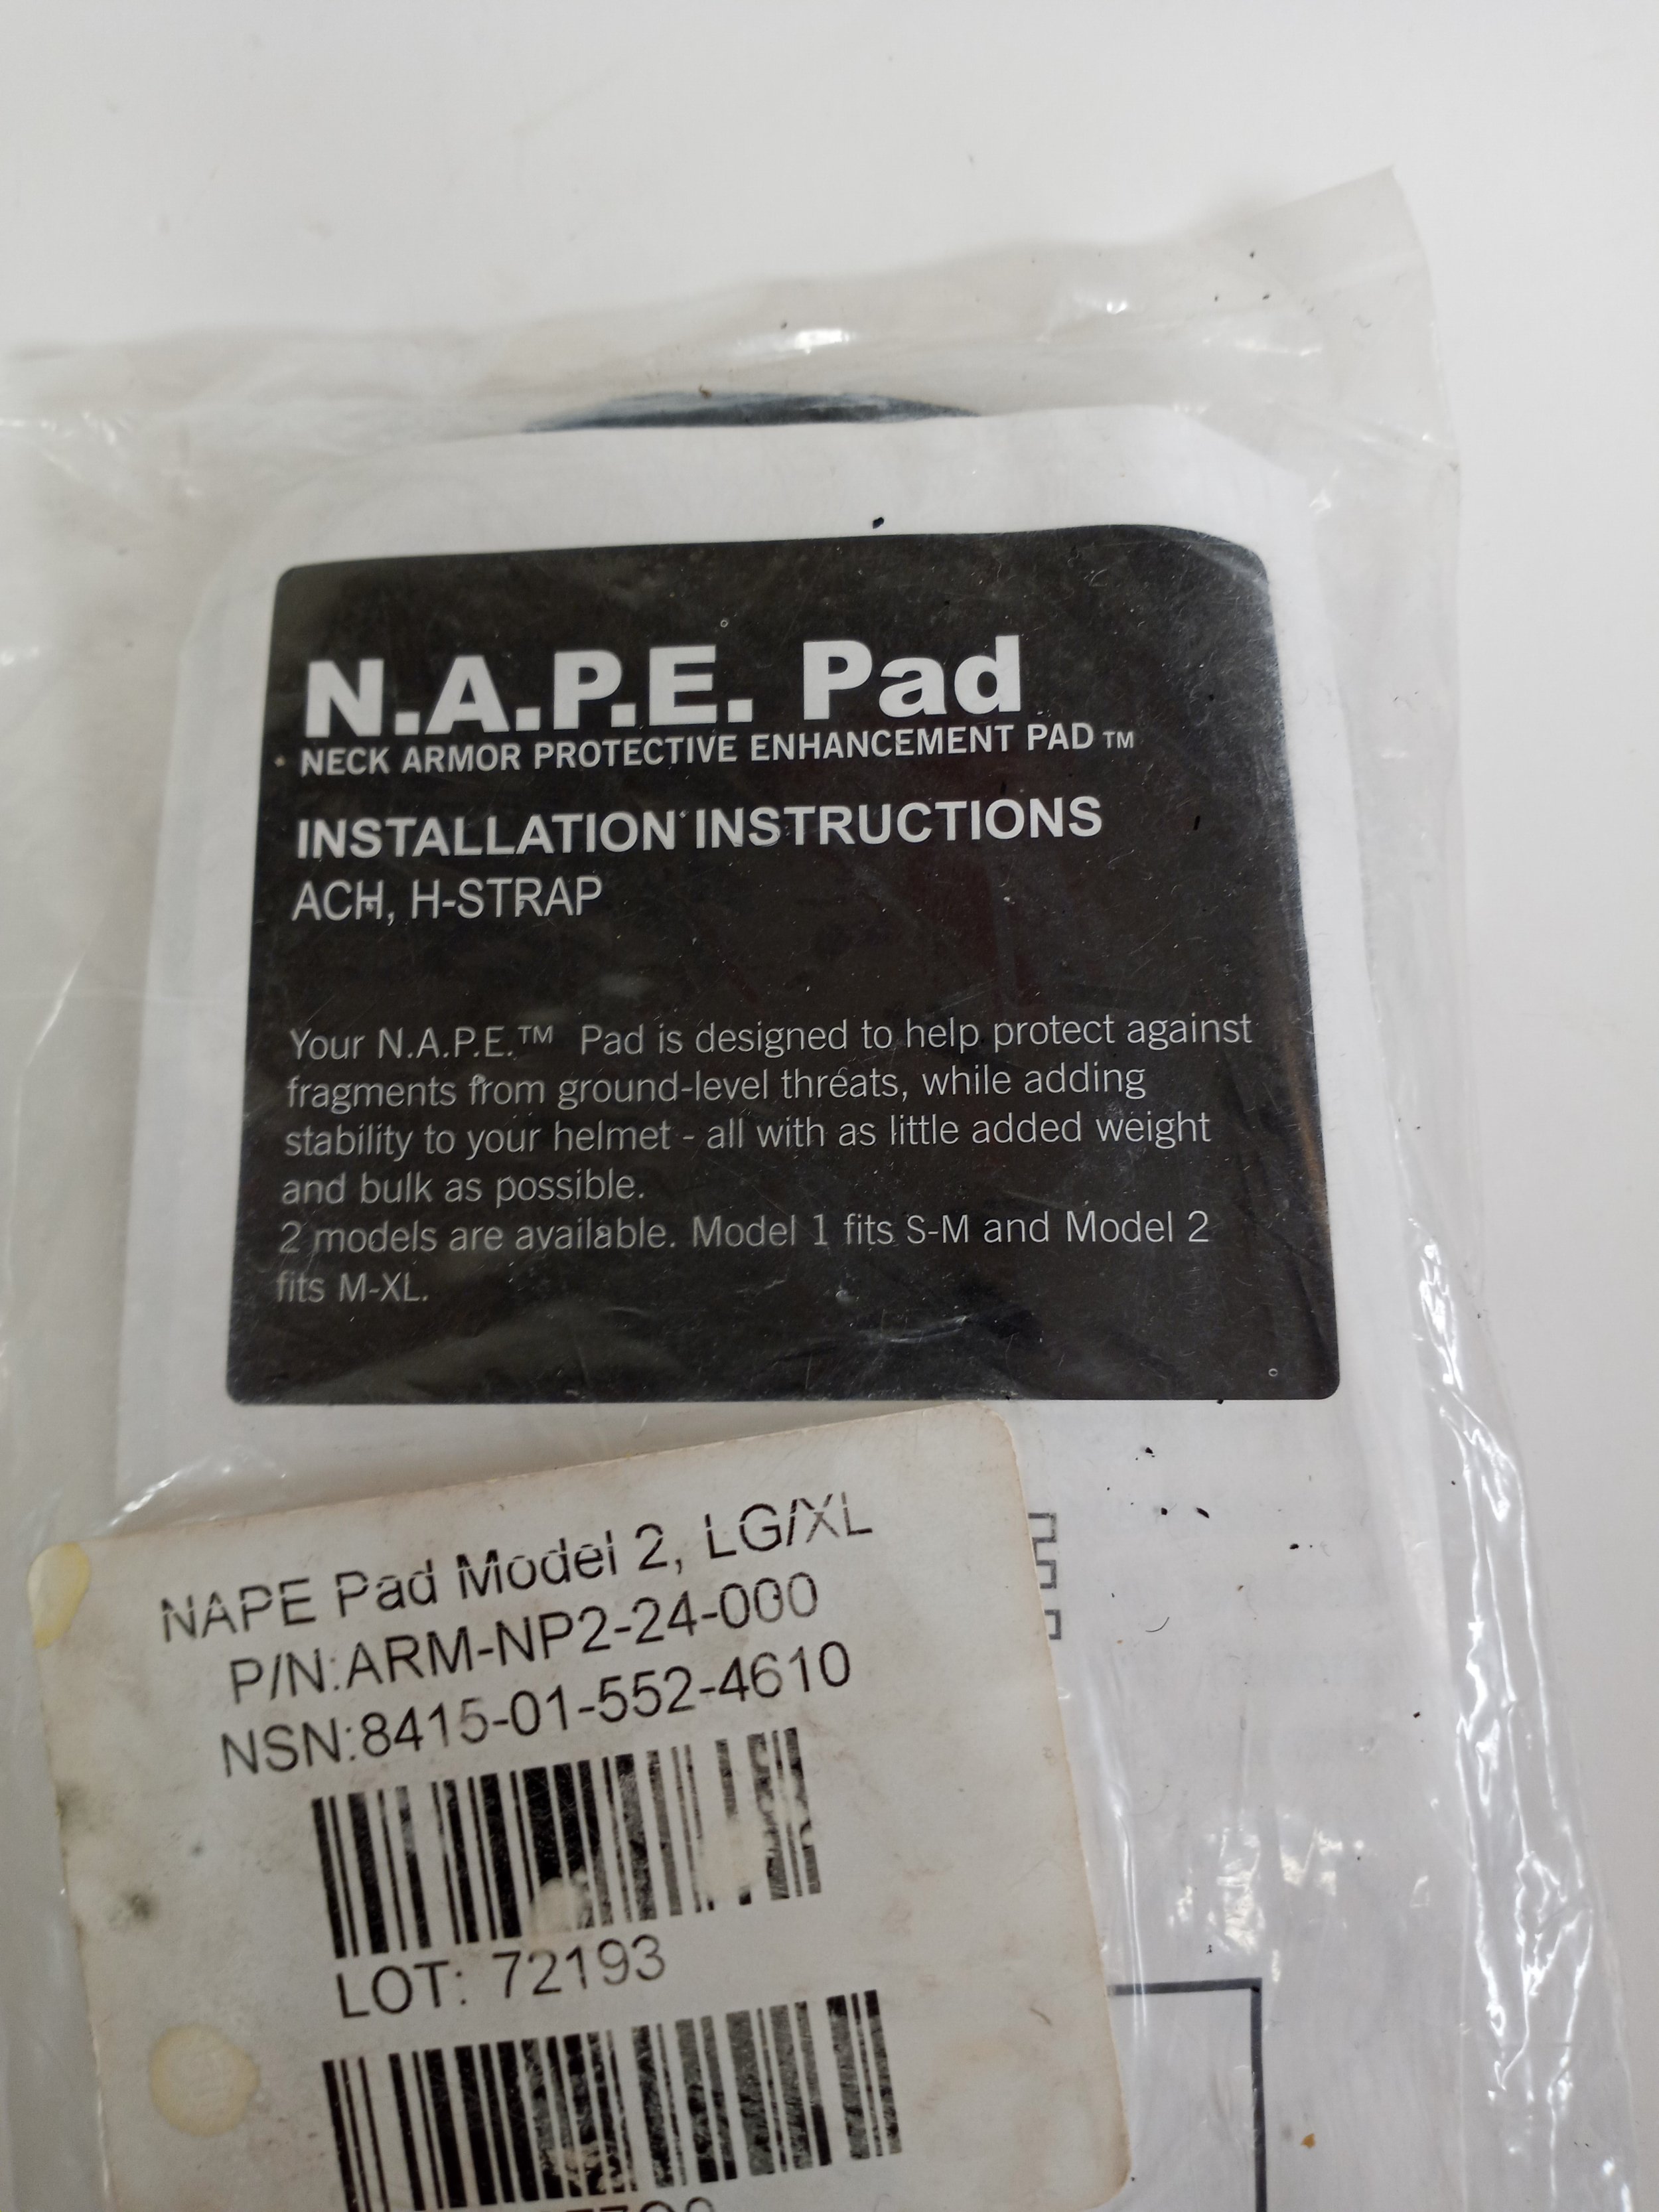 N.A.P.E. Pad
NECK ARMOR PROTECTIVE ENHANCEMENT PAD™
INSTALLATION INSTRUCTIONS
ACH, H-STRAP
Your N.A.P.E.™ Pad is designed to help protect against
fragments from ground-level threats, while adding
stability to your helmet - all with as little added weight
and bulk as possible.
2 models are available. Model 1 fits S-M and Model 2
fits M-XL.
NAPE Pad Model 2, LG/XL
P/N:ARM-NP2-24-000
NSN:8415-01-552-4610
LOT: 72193